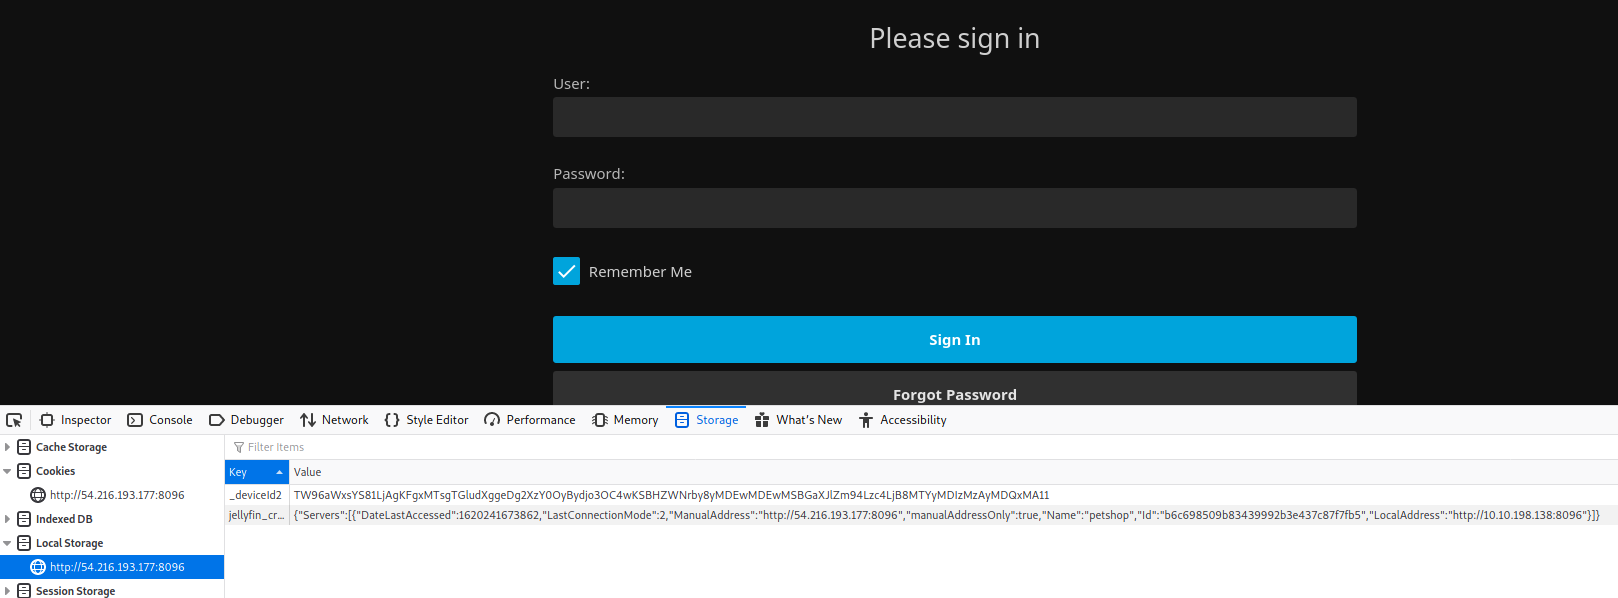 Please sign in
User:
Password:
Remember Me
Sign In
Forgot Password
Inspector Console Debugger Network Style Editor Performance Memory Storage What's New Accessibility
Cache Storage
Cookies
http://54.216.193.177:8096
Indexed DB
Local Storage
http://54.216.193.177:8096
Session Storage
Filter Items
Key Value
_deviceId2 TW96aWxsYS81LjAgKFgxMTsgTGludXggeDg2XzY0OyBydjo3OC4wKSBHZWNrby8yMDEwMDEwMSBGaXJlZm94Lzc4LjB8MTYyMDIzMzAyMDQxMA11
jellyfin_cr... {"Servers":[{"DateLastAccessed":1620241673862,"LastConnectionMode":2,"ManualAddress":"http://54.216.193.177:8096","manualAddressOnly":true,"Name":"petshop","Id":"b6c698509b83439992b3e437c87f7fb5","LocalAddress":"http://10.10.198.138:8096"}]}